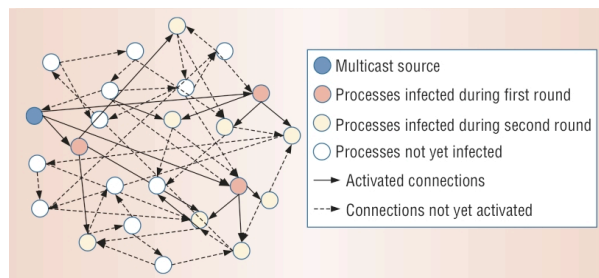 Multicast source
Processes infected during first round
Processes infected during second round
Processes not yet infected
Activated connections
Connections not yet activated